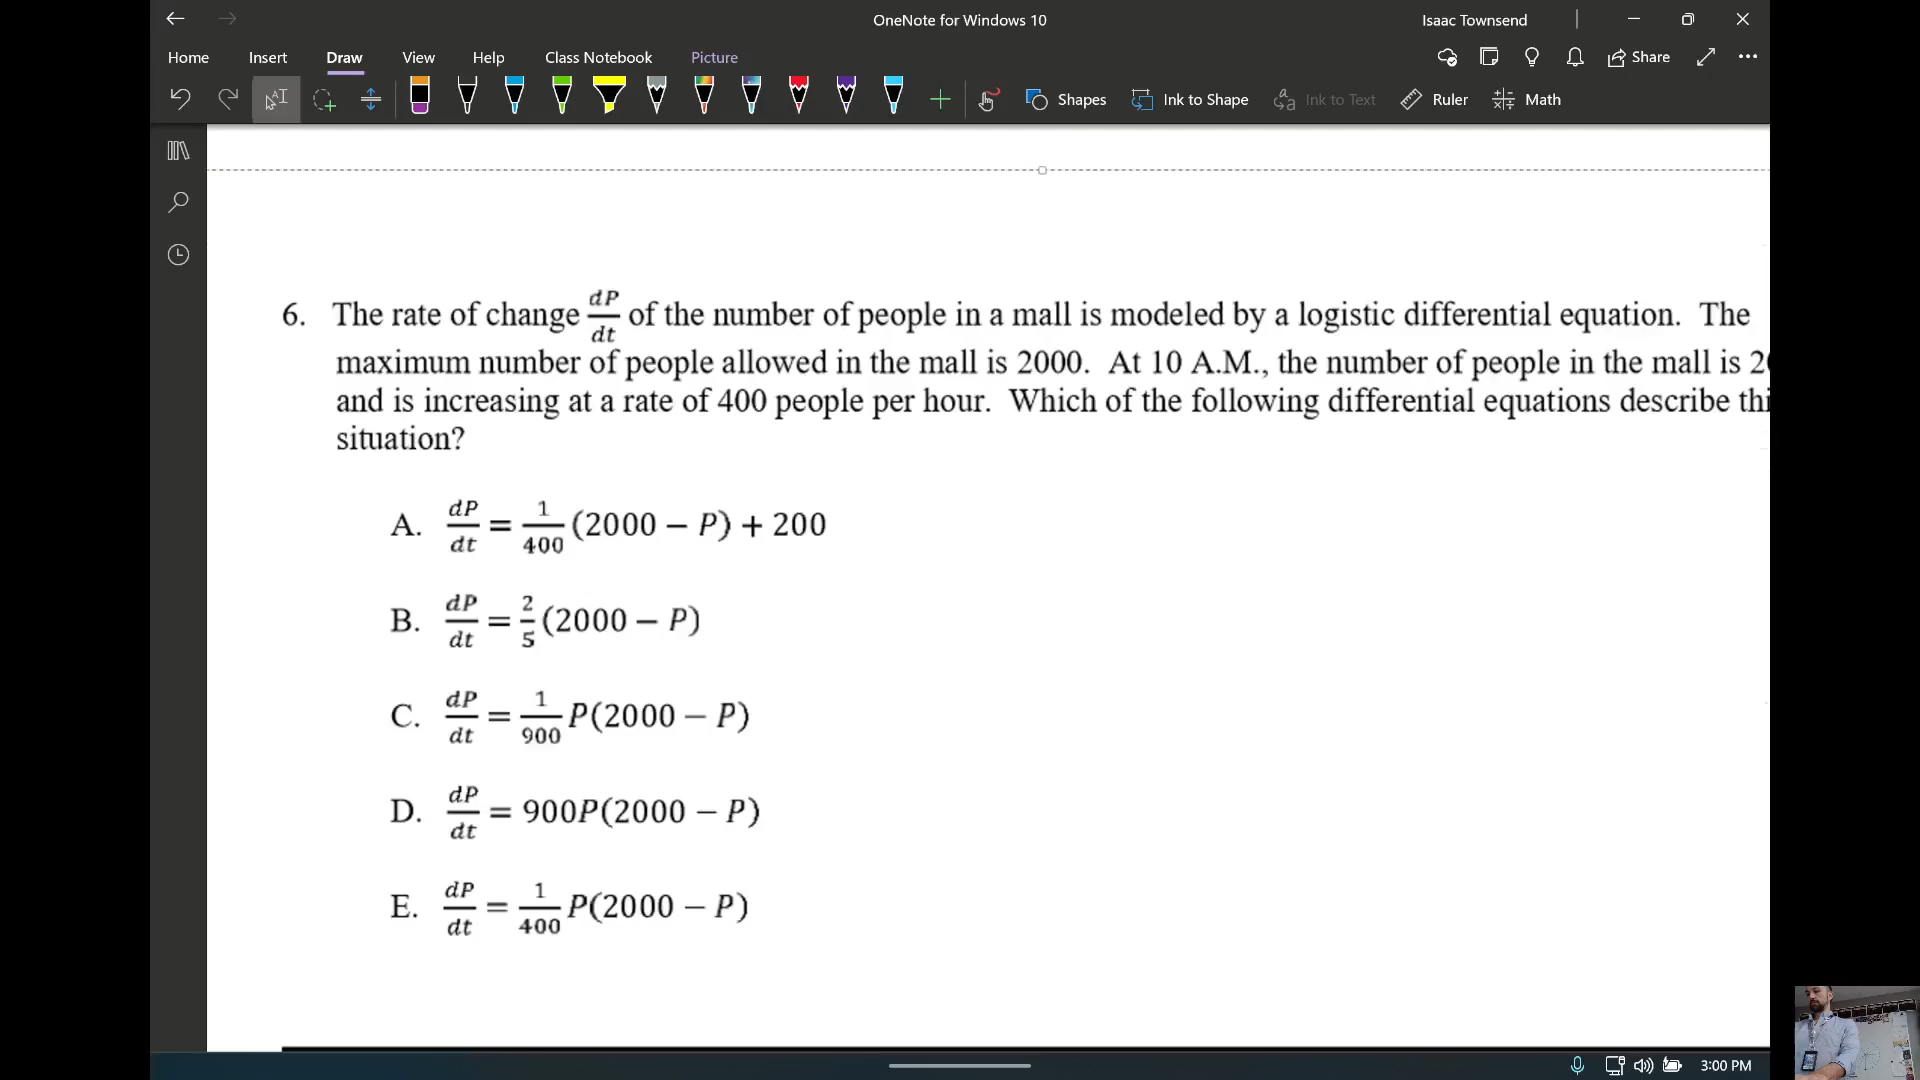 OneNote for Windows 10
Isaac Townsend
Home Insert Draw View Help Class Notebook Picture
Share
Shapes Ink to Shape Ink to Text Ruler Math
6. The rate of change dP/dt of the number of people in a mall is modeled by a logistic differential equation. The
maximum number of people allowed in the mall is 2000. At 10 A.M., the number of people in the mall is
and is increasing at a rate of 400 people per hour. Which of the following differential equations describe
situation?
A. dP/dt = 1/400 (2000 − P) + 200
B. dP/dt = 2/5 (2000 − P)
C. dP/dt = 1/900 P(2000 − P)
D. dP/dt = 900P(2000 − P)
E. dP/dt = 1/400 P(2000 − P)
3:00 PM